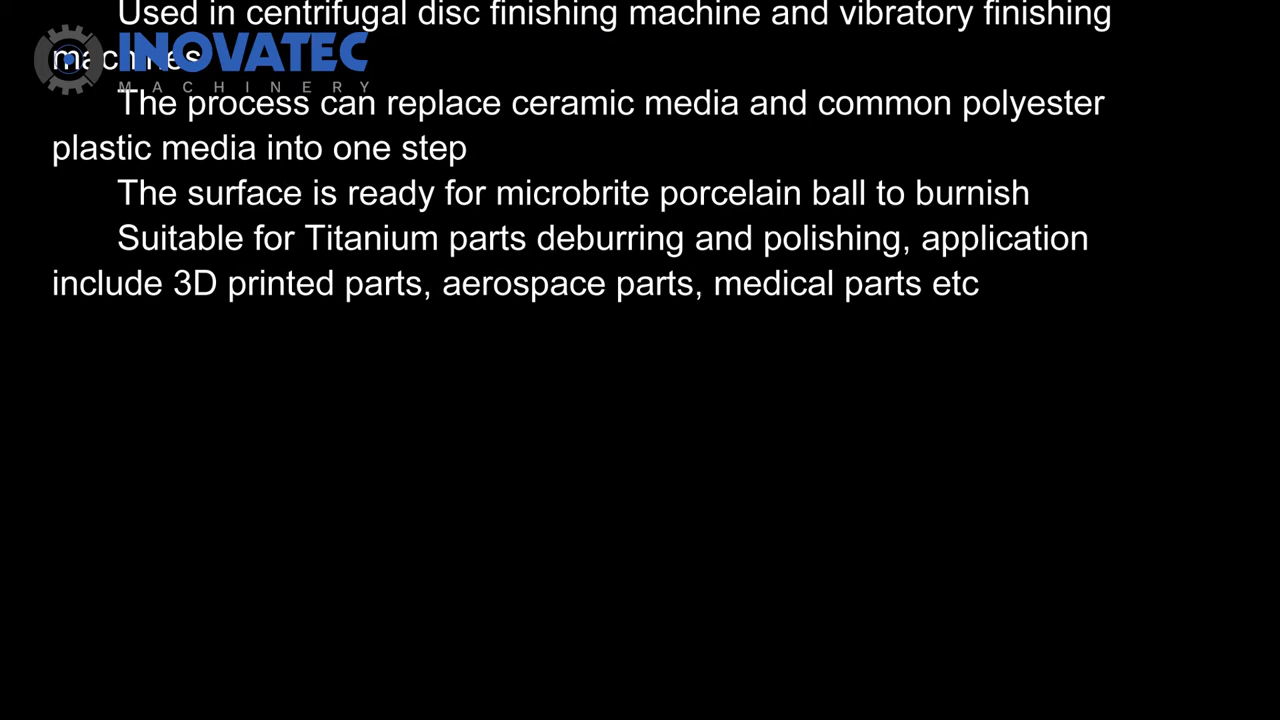 Used in centrifugal disc finishing machine and vibratory finishing
machines
INOVATEC
MACHINERY
The process can replace ceramic media and common polyester
plastic media into one step
The surface is ready for microbrite porcelain ball to burnish
Suitable for Titanium parts deburring and polishing, application
include 3D printed parts, aerospace parts, medical parts etc